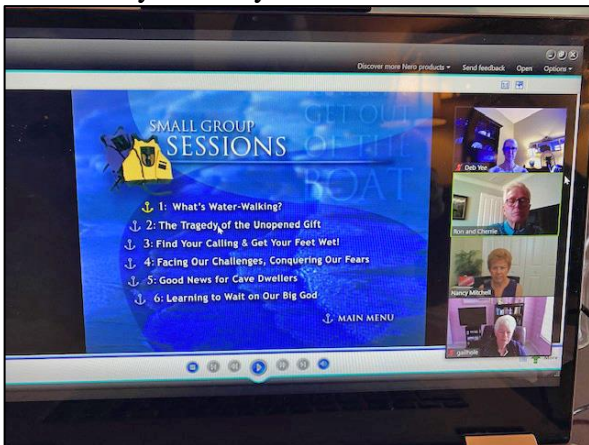 Discover more Nero products
Send feedback
Open
Options
GET OUT
OF THE
BOAT
SMALL GROUP
SESSIONS
1: What's Water-Walking?
2: The Tragedy of the Unopened Gift
3: Find Your Calling & Get Your Feet Wet!
4: Facing Our Challenges, Conquering Our Fears
5: Good News for Cave Dwellers
6: Learning to Wait on Our Big God
MAIN MENU
Deb Yee
Ron and Cherrie
Nancy Mitchell